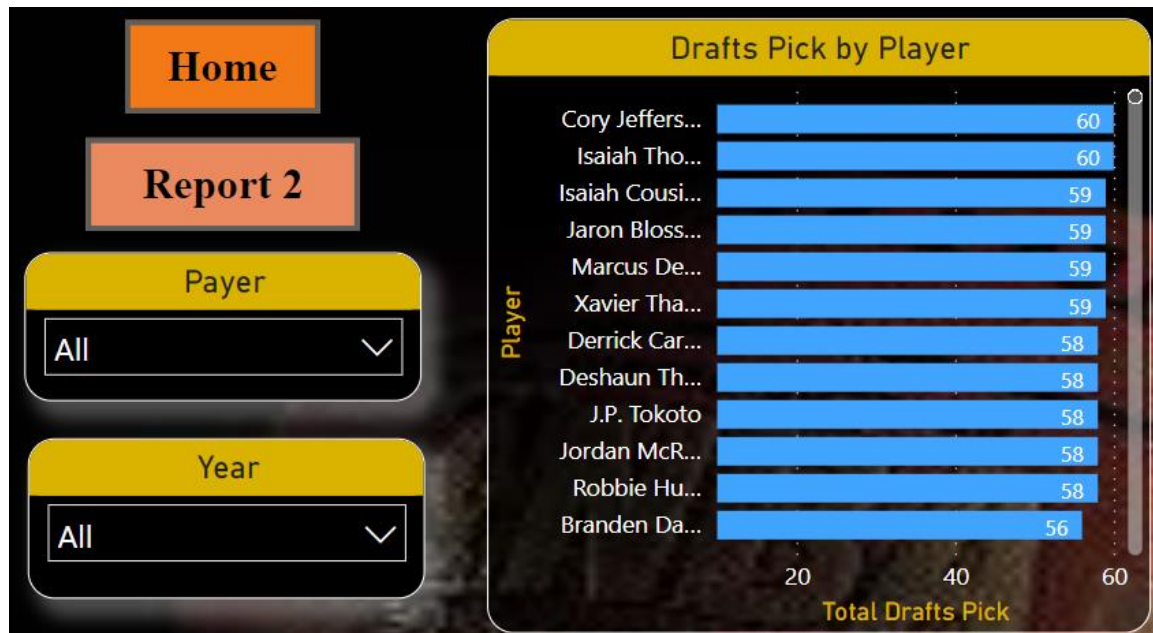 Home
Report 2
Payer
All
Year
All
Drafts Pick by Player
Player
Cory Jeffers... 60
Isaiah Tho... 60
Isaiah Cousi... 59
Jaron Bloss... 59
Marcus De... 59
Xavier Tha... 59
Derrick Car... 58
Deshaun Th... 58
J.P. Tokoto 58
Jordan McR... 58
Robbie Hu... 58
Branden Da... 56
20 40 60
Total Drafts Pick